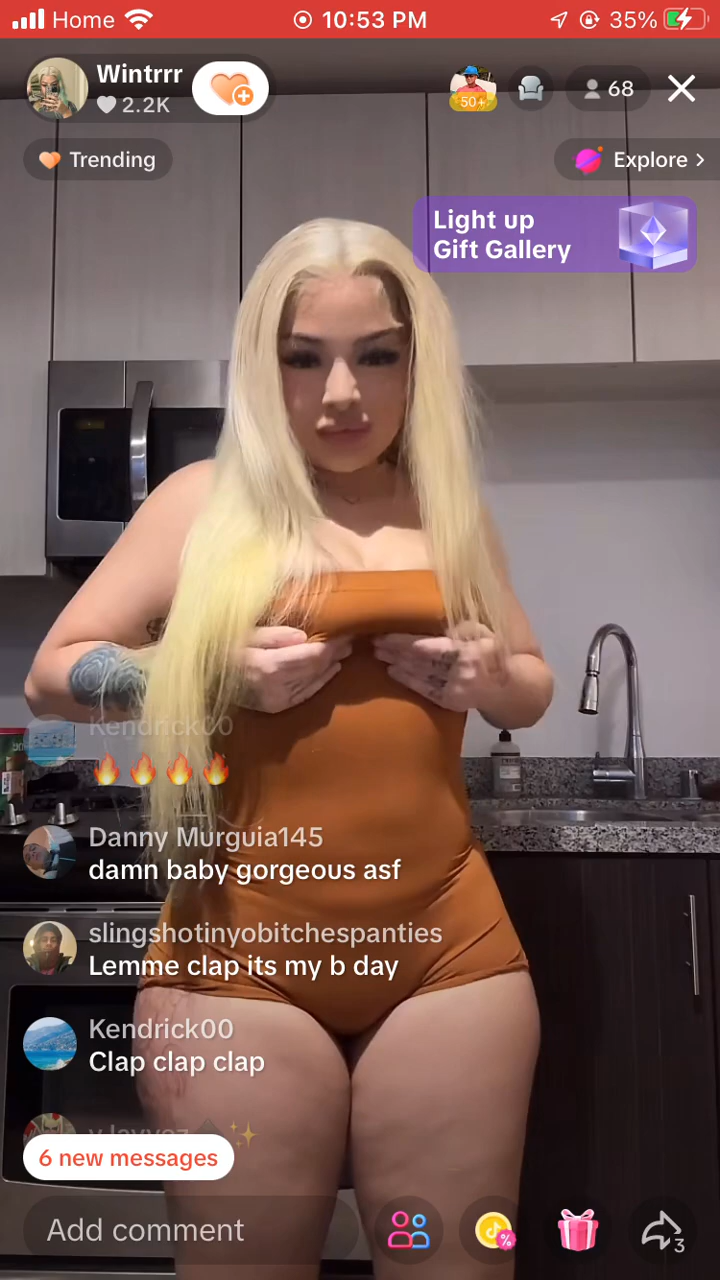 Home
10:53 PM
35%
Wintrrr
2.2K
50+
68
Trending
Explore
Light up
Gift Gallery
Kendrick00
🔥🔥🔥🔥
Danny Murguia145
damn baby gorgeous asf
slingshotinyobitchespanties
Lemme clap its my b day
Kendrick00
Clap clap clap
6 new messages
Add comment
%
3